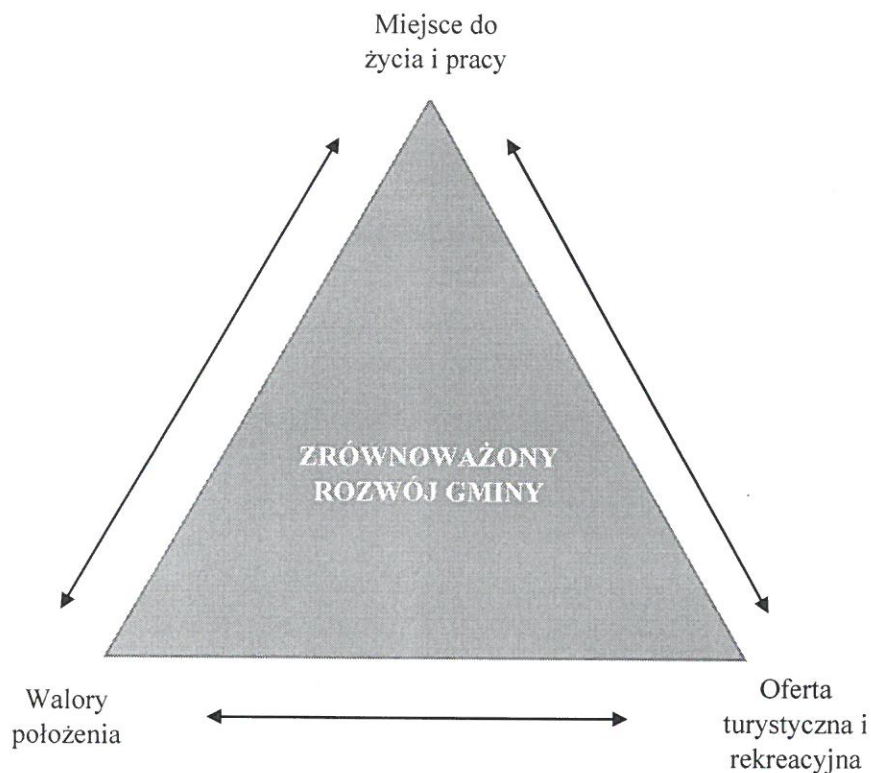 Miejsce do
życia i pracy
ZRÓWNOWAŻONY
ROZWÓJ GMINY
Walory
położenia
Oferta
turystyczna i
rekreacyjna